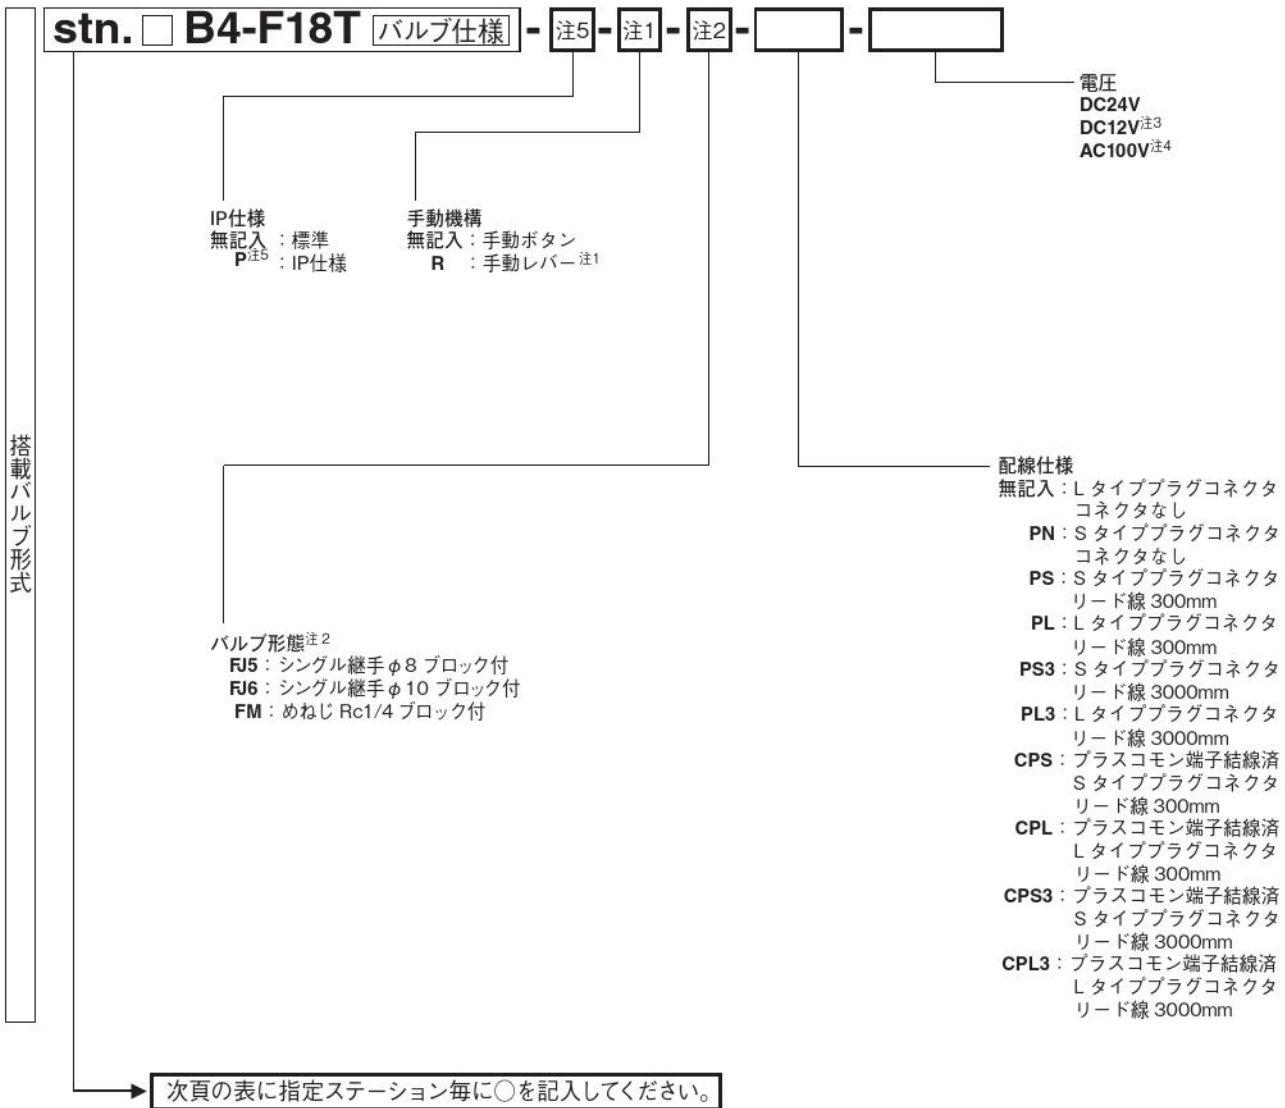 stn. □ B4-F18T バルブ仕様 - 注5 - 注1 - 注2 - -
電圧
DC24V
DC12V注3
AC100V注4
IP仕様
無記入:標準
P注5:IP仕様
手動機構
無記入:手動ボタン
R:手動レバー注1
搭載バルブ形式
配線仕様
無記入:L タイププラグコネクタ
コネクタなし
PN:S タイププラグコネクタ
コネクタなし
PS:S タイププラグコネクタ
リード線 300mm
PL:L タイププラグコネクタ
リード線 300mm
PS3:S タイププラグコネクタ
リード線 3000mm
PL3:L タイププラグコネクタ
リード線 3000mm
CPS:プラスコモン端子結線済
S タイププラグコネクタ
リード線 300mm
CPL:プラスコモン端子結線済
L タイププラグコネクタ
リード線 300mm
CPS3:プラスコモン端子結線済
S タイププラグコネクタ
リード線 3000mm
CPL3:プラスコモン端子結線済
L タイププラグコネクタ
リード線 3000mm
バルブ形態注2
FJ5:シングル継手φ8 ブロック付
FJ6:シングル継手φ10 ブロック付
FM:めねじ Rc1/4 ブロック付
次頁の表に指定ステーション毎に○を記入してください。